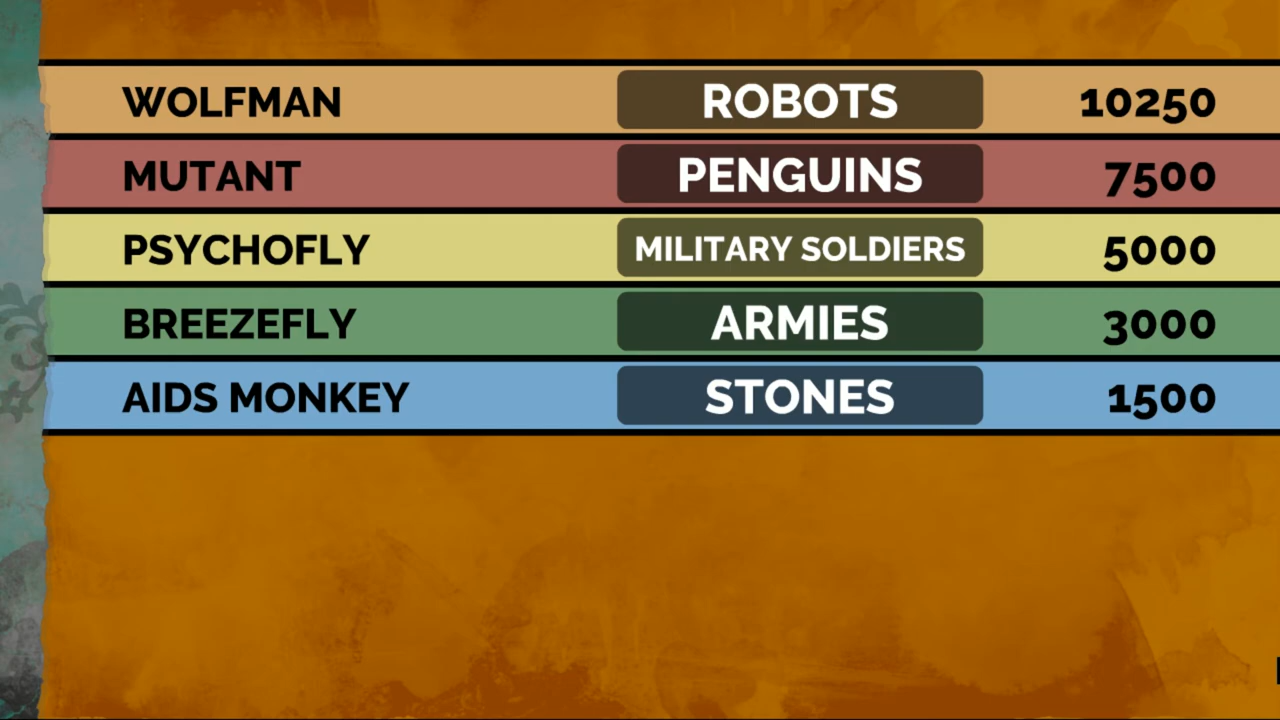 WOLFMAN ROBOTS 10250
MUTANT PENGUINS 7500
PSYCHOFLY MILITARY SOLDIERS 5000
BREEZEFLY ARMIES 3000
AIDS MONKEY STONES 1500